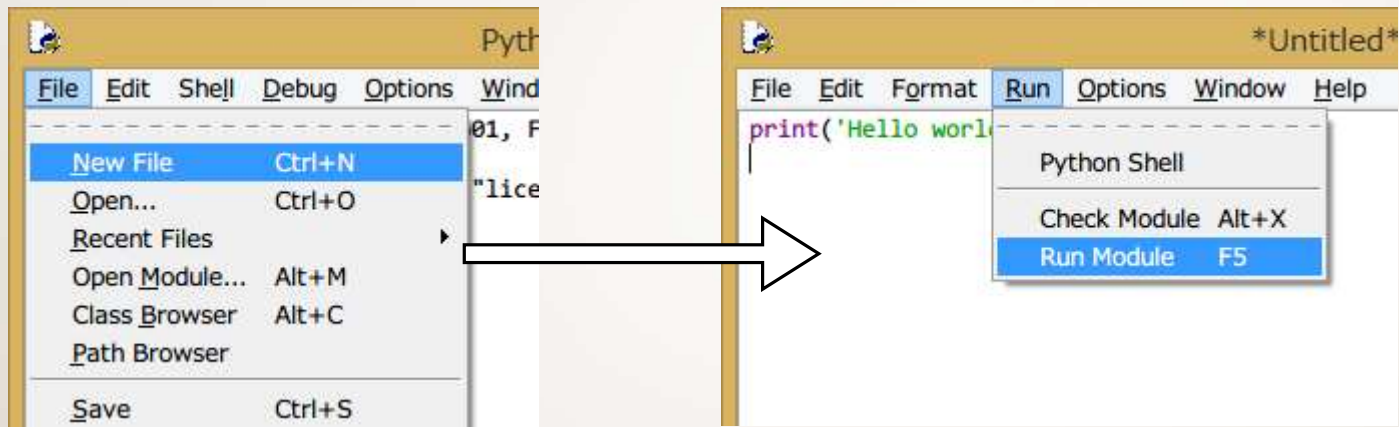 Pyth
File Edit Shell Debug Options Wind
01, F
New File Ctrl+N
"lice
Open... Ctrl+O
Recent Files
Open Module... Alt+M
Class Browser Alt+C
Path Browser
Save Ctrl+S
*Untitled*
File Edit Format Run Options Window Help
print('Hello worl
Python Shell
Check Module Alt+X
Run Module F5